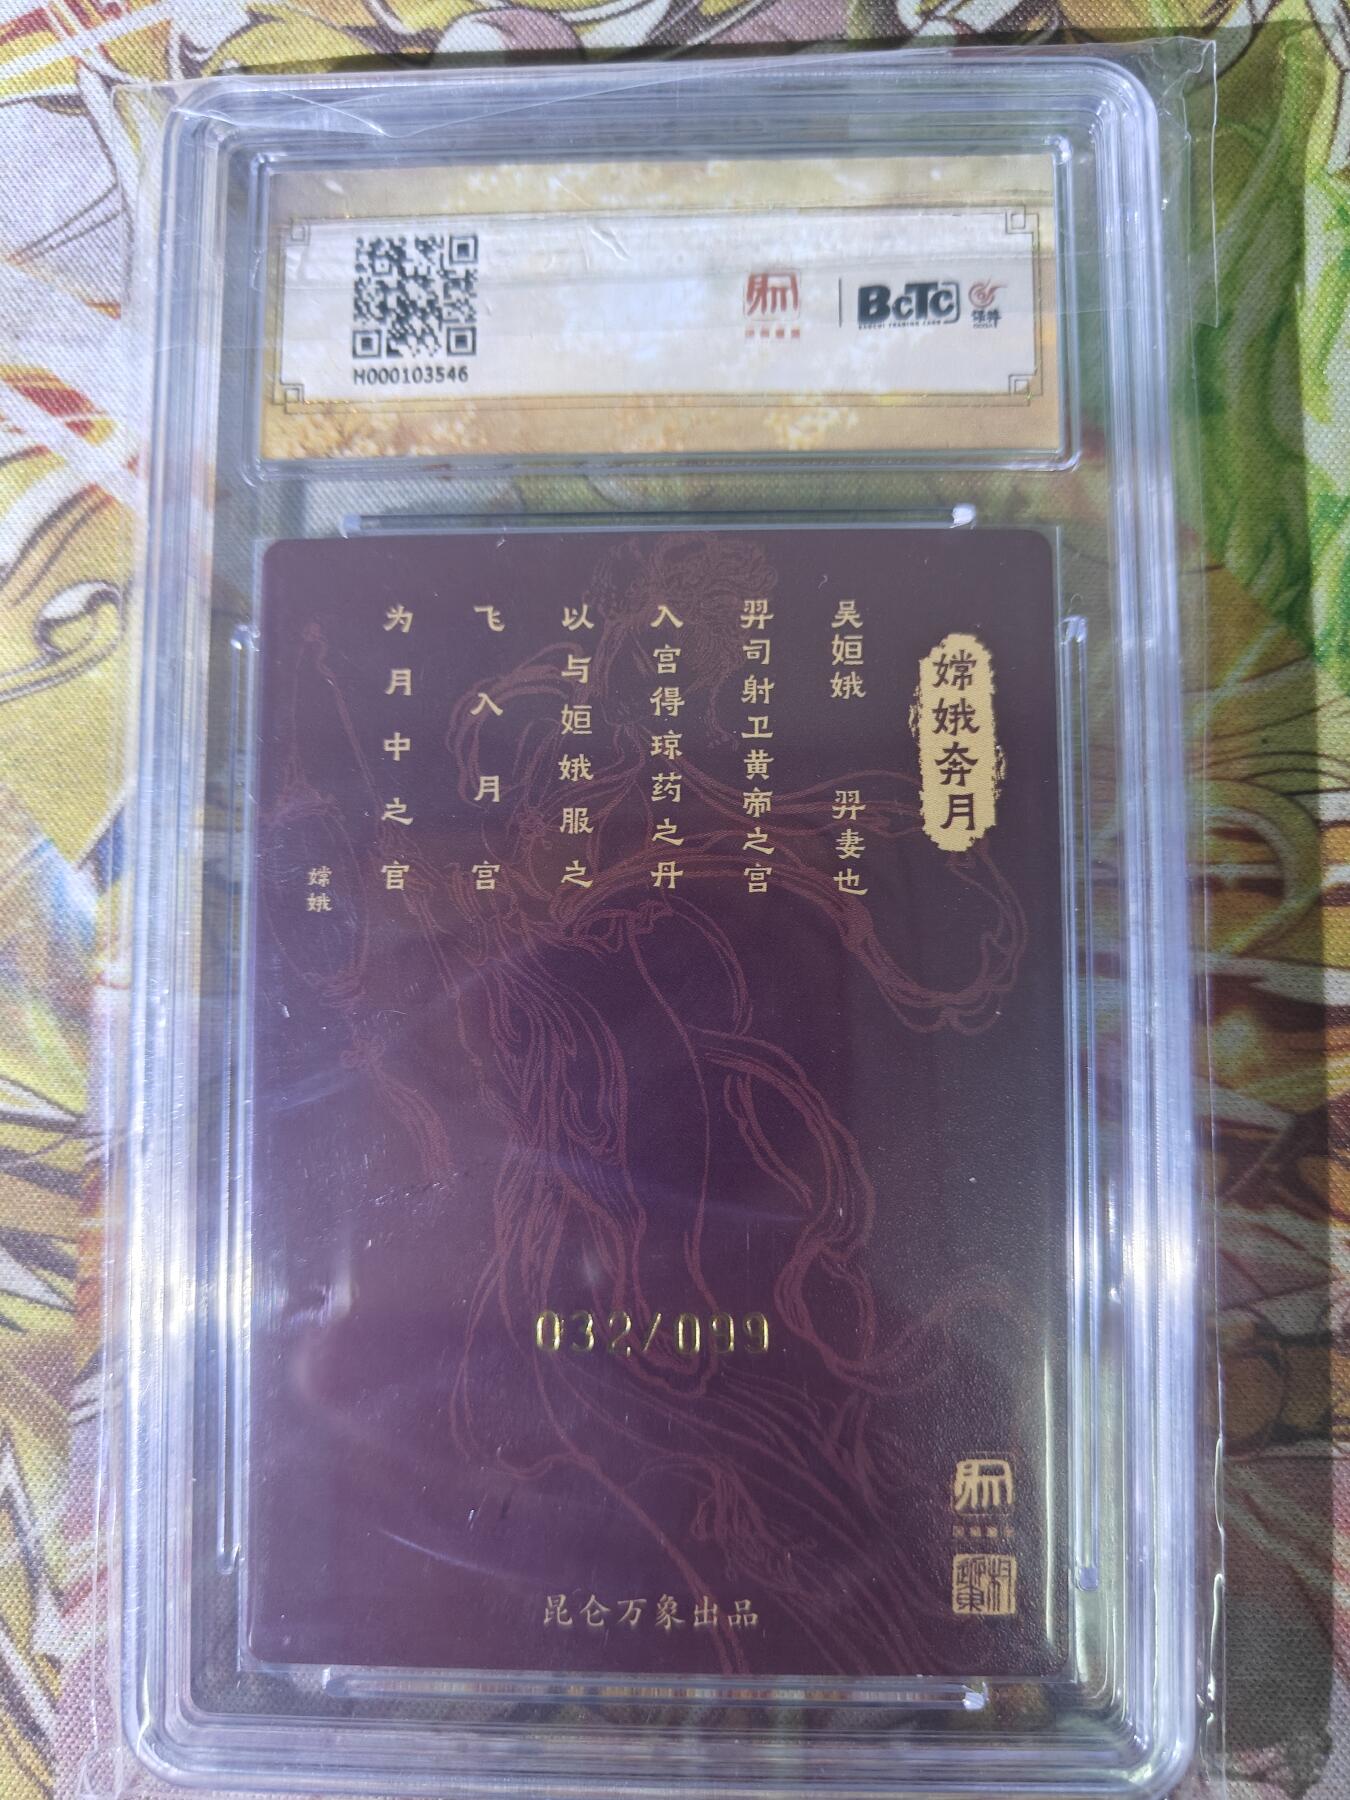 H000103546
BCTC
嫦娥奔月
吴姮娥 羿妻也
羿司射卫黄帝之宫
入宫得琼药之丹
以与姮娥服之
飞入月宫
为月中之官
嫦娥
032/099
昆仑万象出品